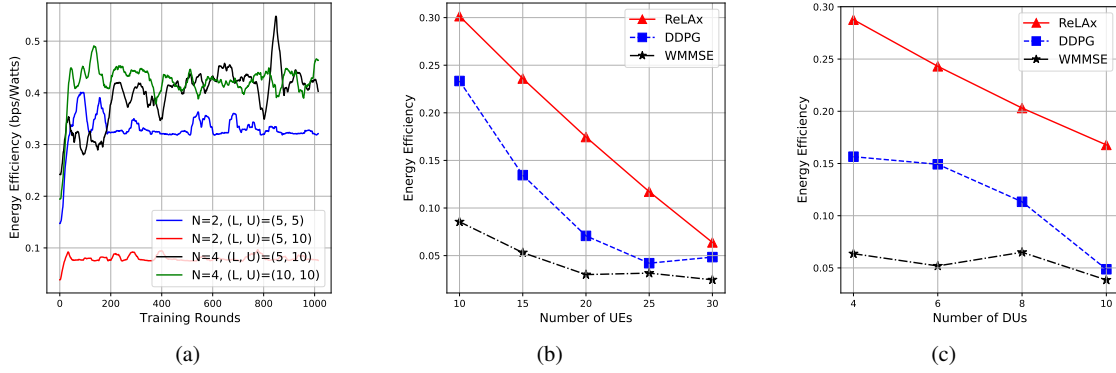 Energy Efficiency (bps/Watts)
0.5
0.4
0.3
0.2
0.1
N=2, (L, U)=(5, 5)
N=2, (L, U)=(5, 10)
N=4, (L, U)=(5, 10)
N=4, (L, U)=(10, 10)
0 200 400 600 800 1000
Training Rounds
(a)
Energy Efficiency
0.30
0.25
0.20
0.15
0.10
0.05
ReLAx
DDPG
WMMSE
10 15 20 25 30
Number of UEs
(b)
Energy Efficiency
0.30
0.25
0.20
0.15
0.10
0.05
ReLAx
DDPG
WMMSE
4 6 8 10
Number of DUs
(c)